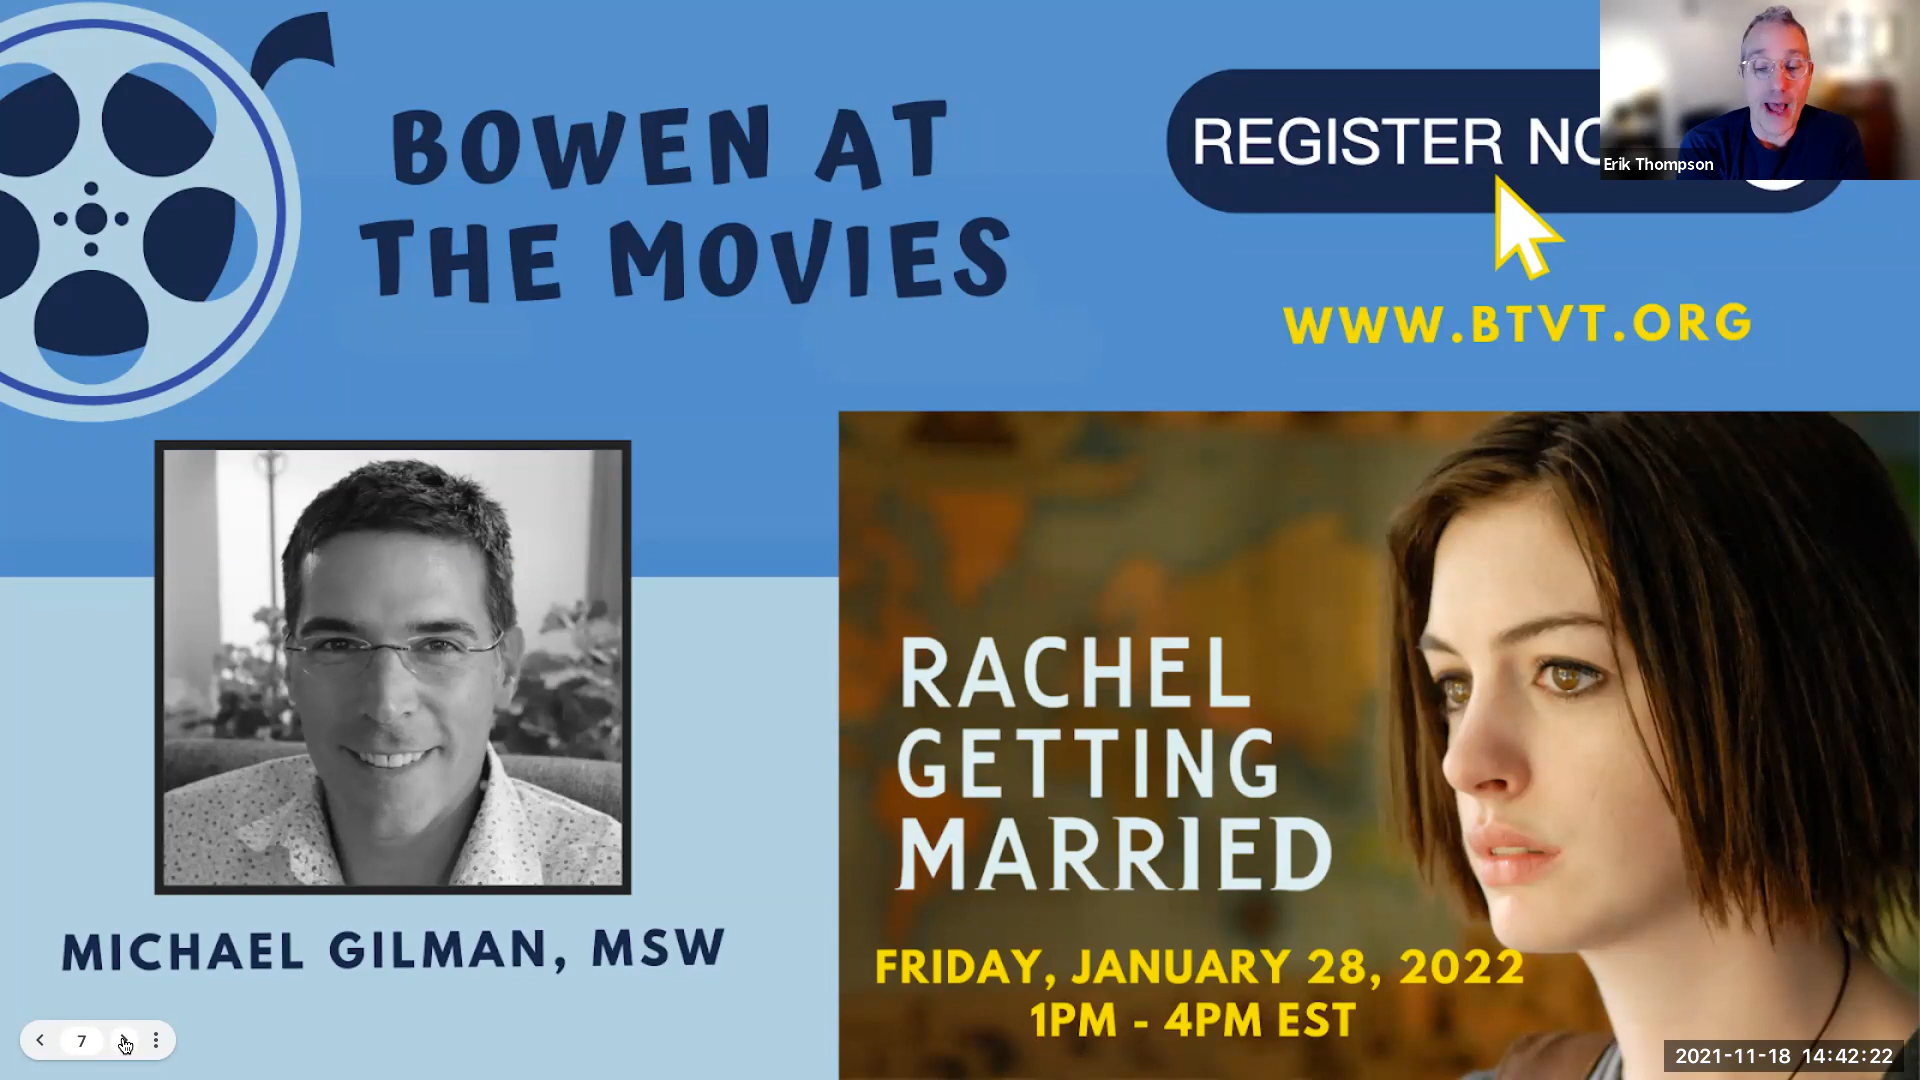 BOWEN AT
THE MOVIES
REGISTER
Erik Thompson
WWW.BTVT.ORG
RACHEL
GETTING
MARRIED
MICHAEL GILMAN, MSW
FRIDAY, JANUARY 28, 2022
1PM - 4PM EST
7
2021-11-18 14:42:22